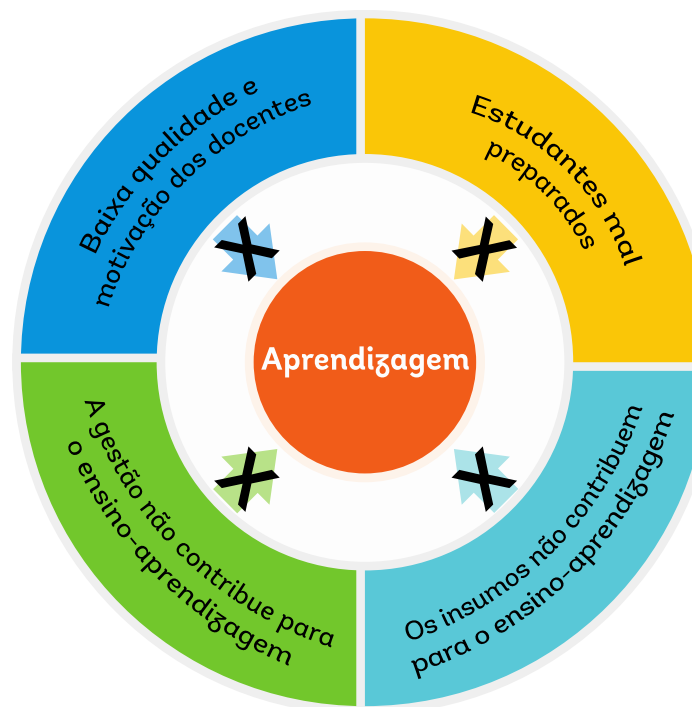 Baixa qualidade e
motivação dos docentes
Estudantes mal
preparados
Aprendizagem
A gestão não contribue para
o ensino-aprendizagem
Os insumos não contribuem
para o ensino-aprendizagem